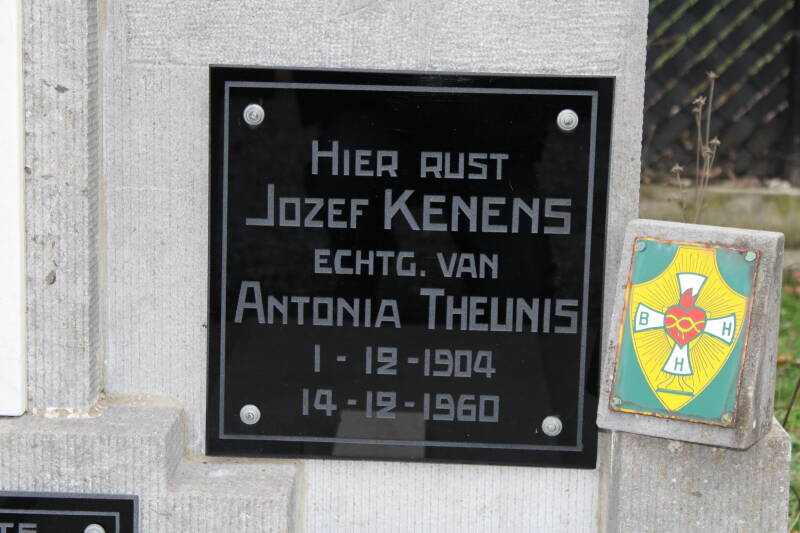 Hier rust
Jozef Kenens
echtg. van
Antonia Theunis
1-12-1904
14-12-1960
B H
H